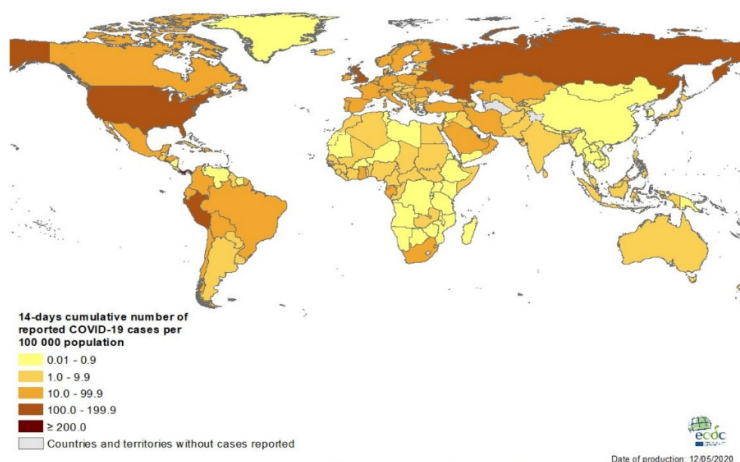 14-days cumulative number of
reported COVID-19 cases per
100 000 population
0.01 - 0.9
1.0 - 9.9
10.0 - 99.9
100.0 - 199.9
≥ 200.0
Countries and territories without cases reported
ecdc
Date of production: 12/05/2020